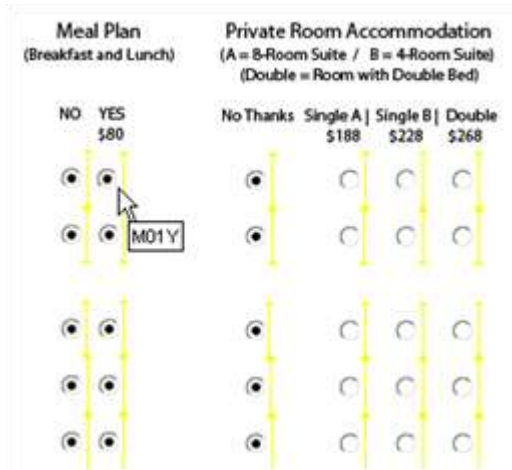 Meal Plan
(Breakfast and Lunch)
Private Room Accommodation
(A = 8-Room Suite / B = 4-Room Suite)
(Double = Room with Double Bed)
NO YES
$80
No Thanks Single A | Single B | Double
$188 $228 $268
M01Y